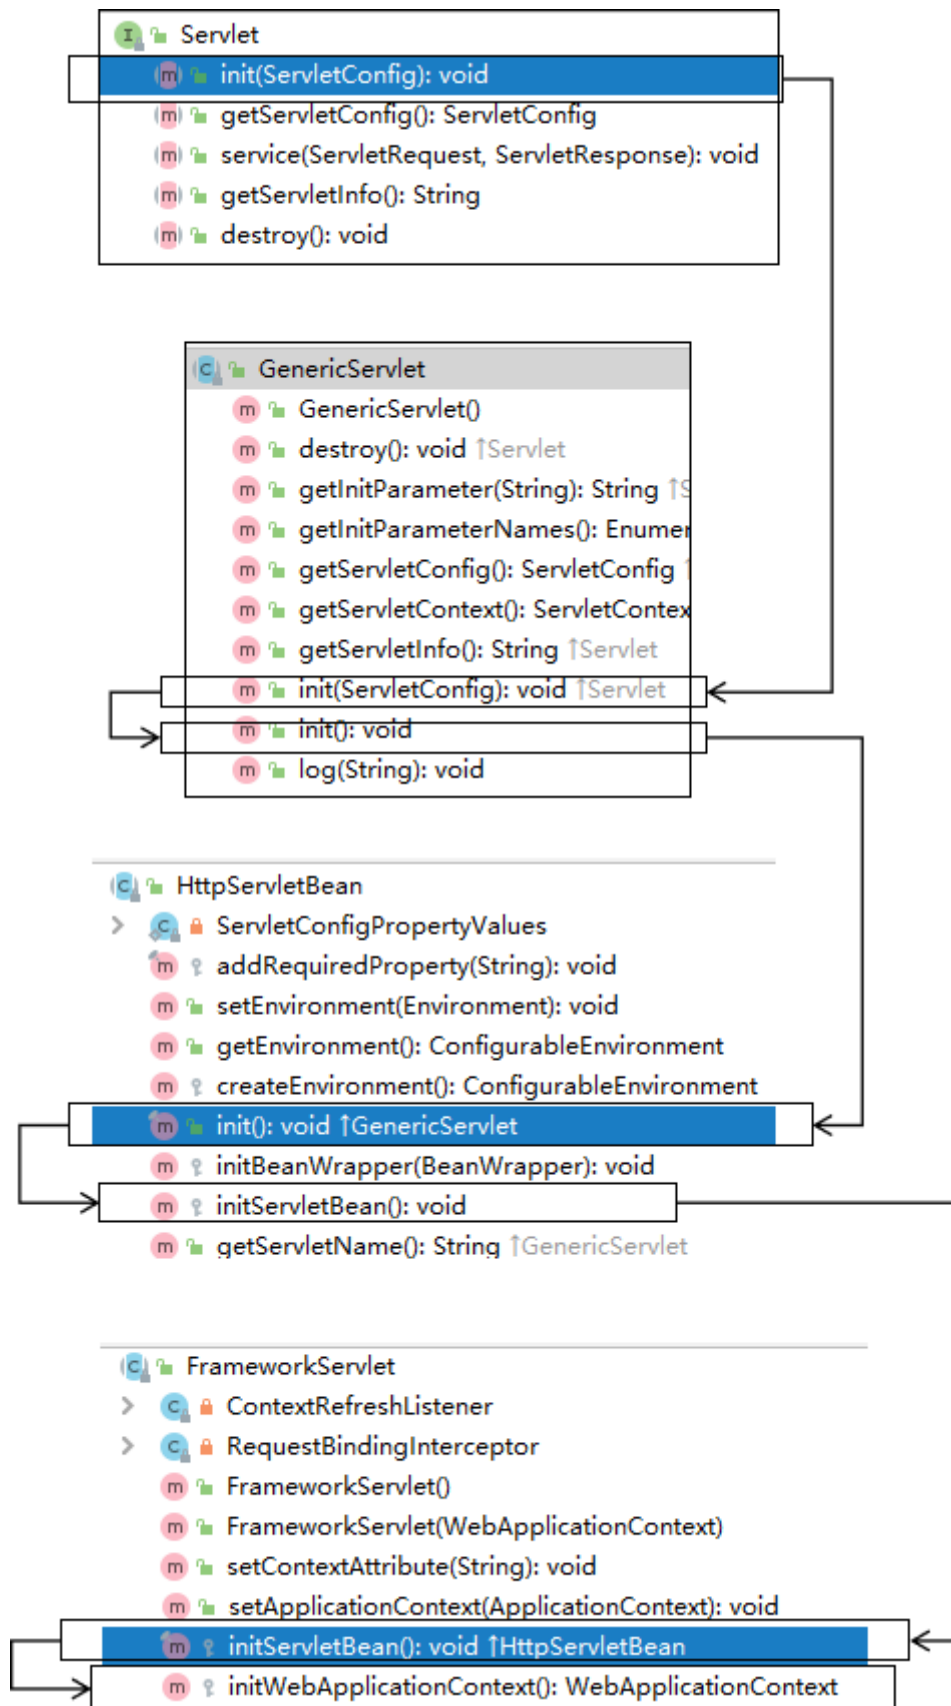 Servlet
init(ServletConfig): void
getServletConfig(): ServletConfig
service(ServletRequest, ServletResponse): void
getServletInfo(): String
destroy(): void
GenericServlet
GenericServlet()
destroy(): void ↑Servlet
getInitParameter(String): String ↑S
getInitParameterNames(): Enumer
getServletConfig(): ServletConfig ↑
getServletContext(): ServletContex
getServletInfo(): String ↑Servlet
init(ServletConfig): void ↑Servlet
init(): void
log(String): void
HttpServletBean
ServletConfigPropertyValues
addRequiredProperty(String): void
setEnvironment(Environment): void
getEnvironment(): ConfigurableEnvironment
createEnvironment(): ConfigurableEnvironment
init(): void ↑GenericServlet
initBeanWrapper(BeanWrapper): void
initServletBean(): void
getServletName(): String ↑GenericServlet
FrameworkServlet
ContextRefreshListener
RequestBindingInterceptor
FrameworkServlet()
FrameworkServlet(WebApplicationContext)
setContextAttribute(String): void
setApplicationContext(ApplicationContext): void
initServletBean(): void ↑HttpServletBean
initWebApplicationContext(): WebApplicationContext